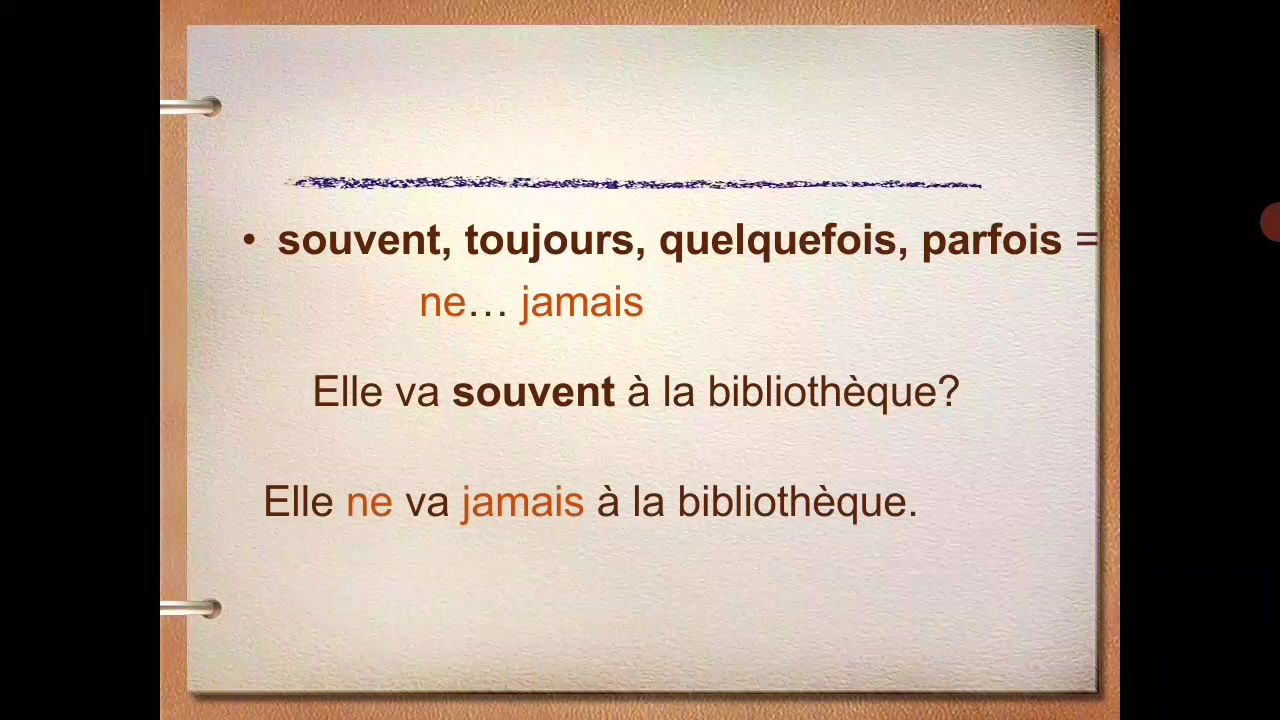 • souvent, toujours, quelquefois, parfois =
ne… jamais
Elle va souvent à la bibliothèque?
Elle ne va jamais à la bibliothèque.